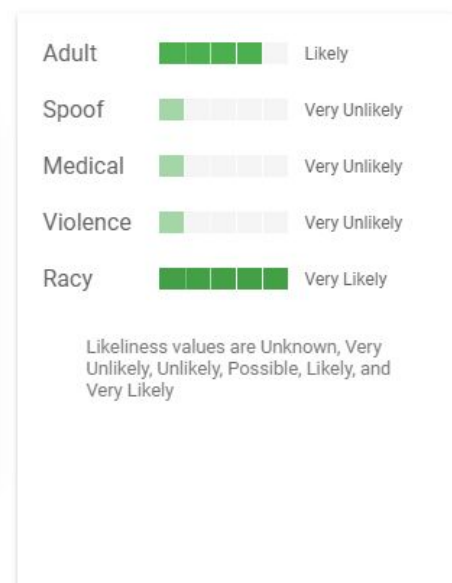 Adult Likely
Spoof Very Unlikely
Medical Very Unlikely
Violence Very Unlikely
Racy Very Likely
Likeliness values are Unknown, Very
Unlikely, Unlikely, Possible, Likely, and
Very Likely